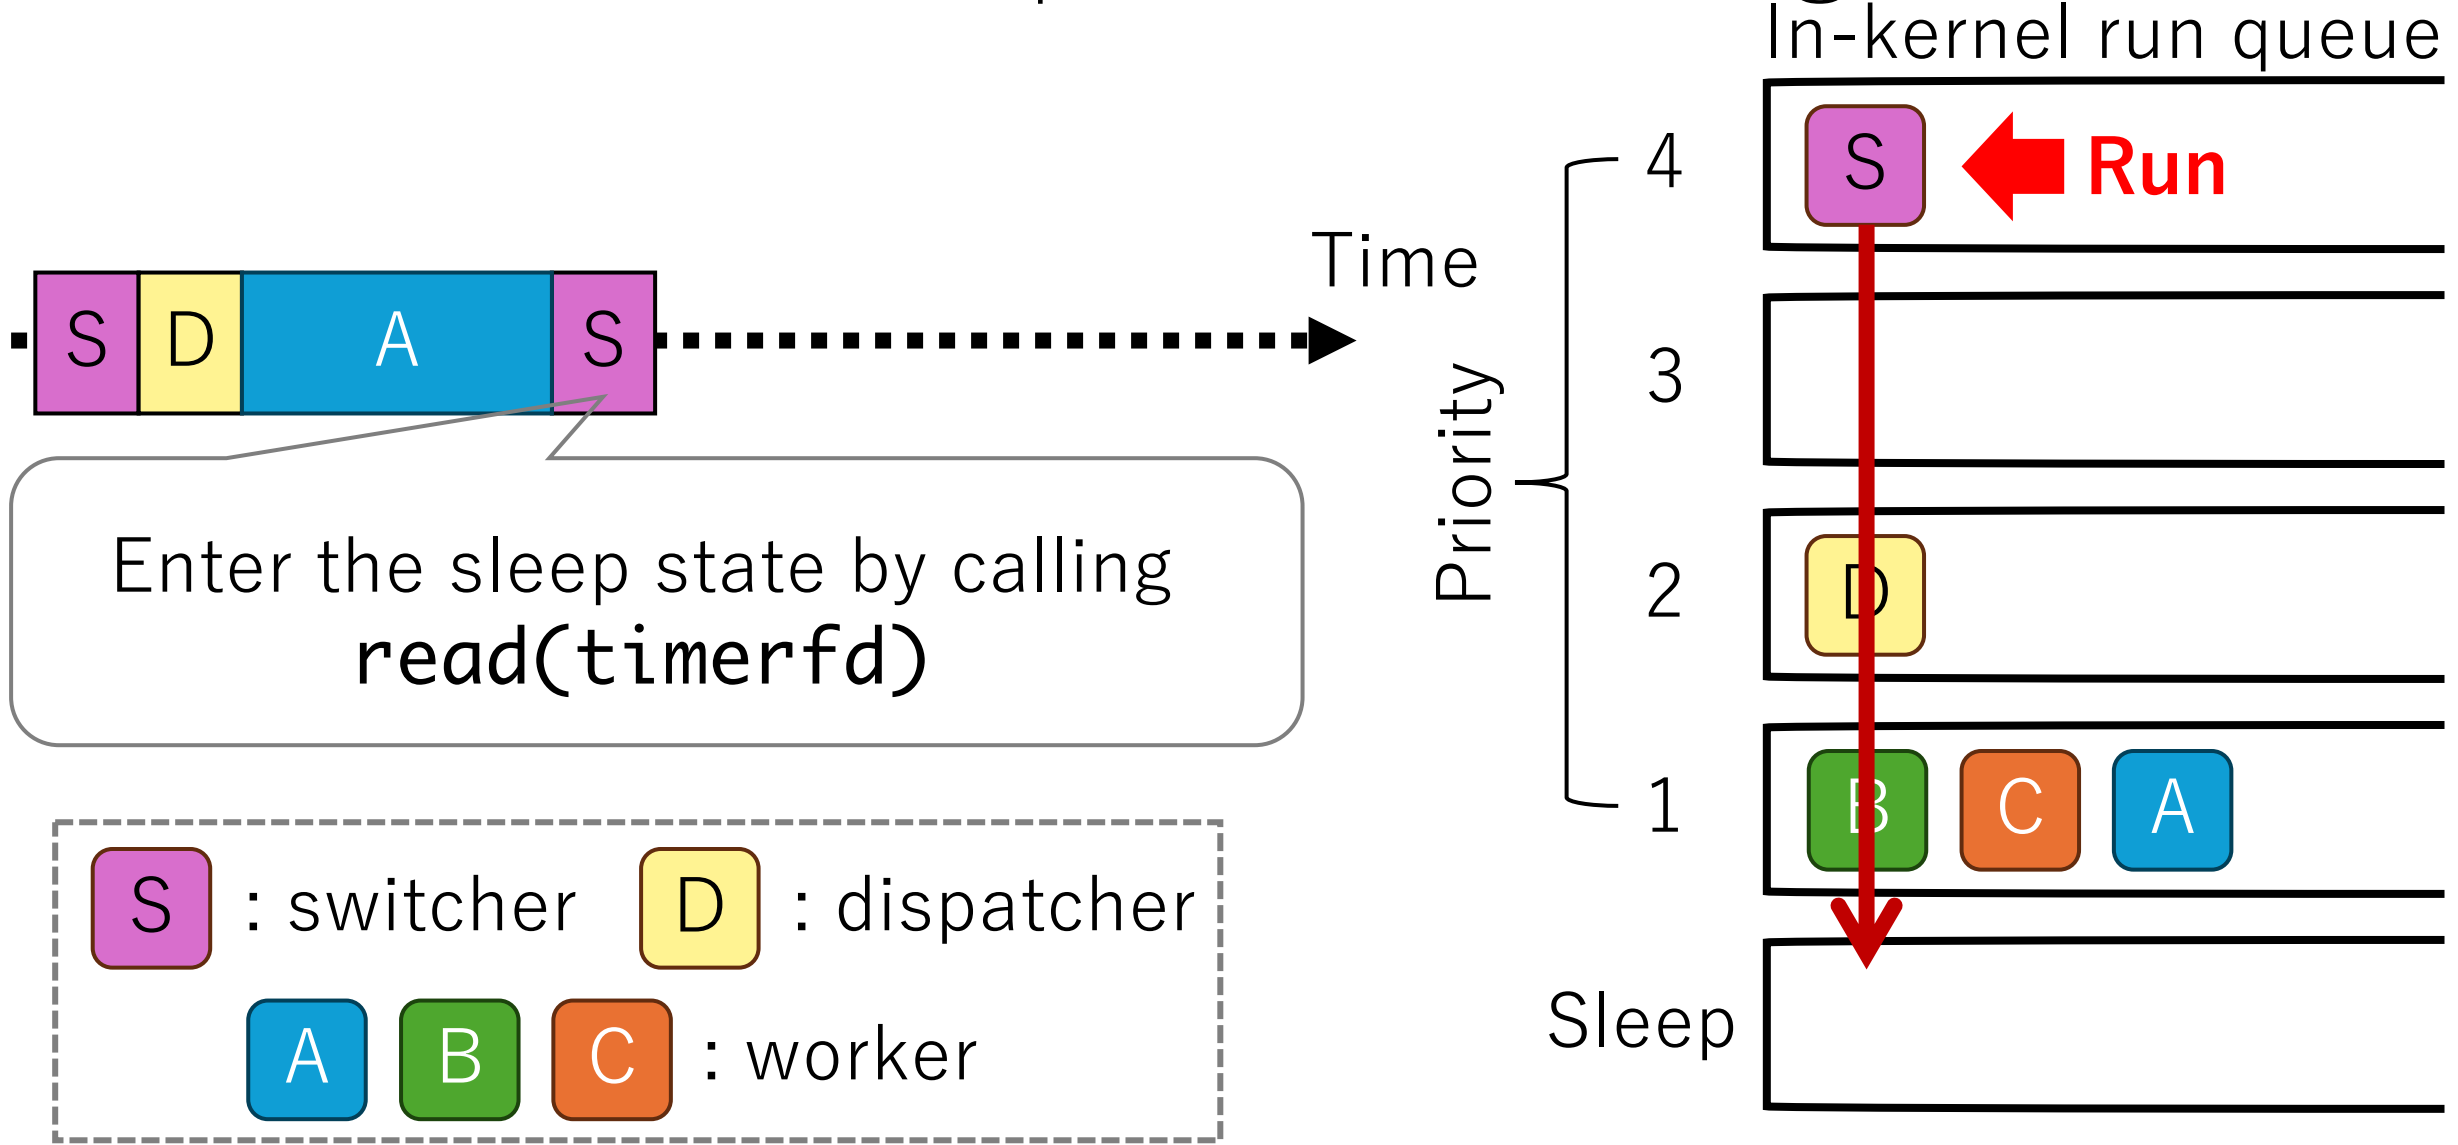 In-kernel run queue
4
S
Run
Time
S D A S
3
Priority
Enter the sleep state by calling
read(timerfd)
2
D
1
B C A
S : switcher D : dispatcher
A B C : worker
Sleep